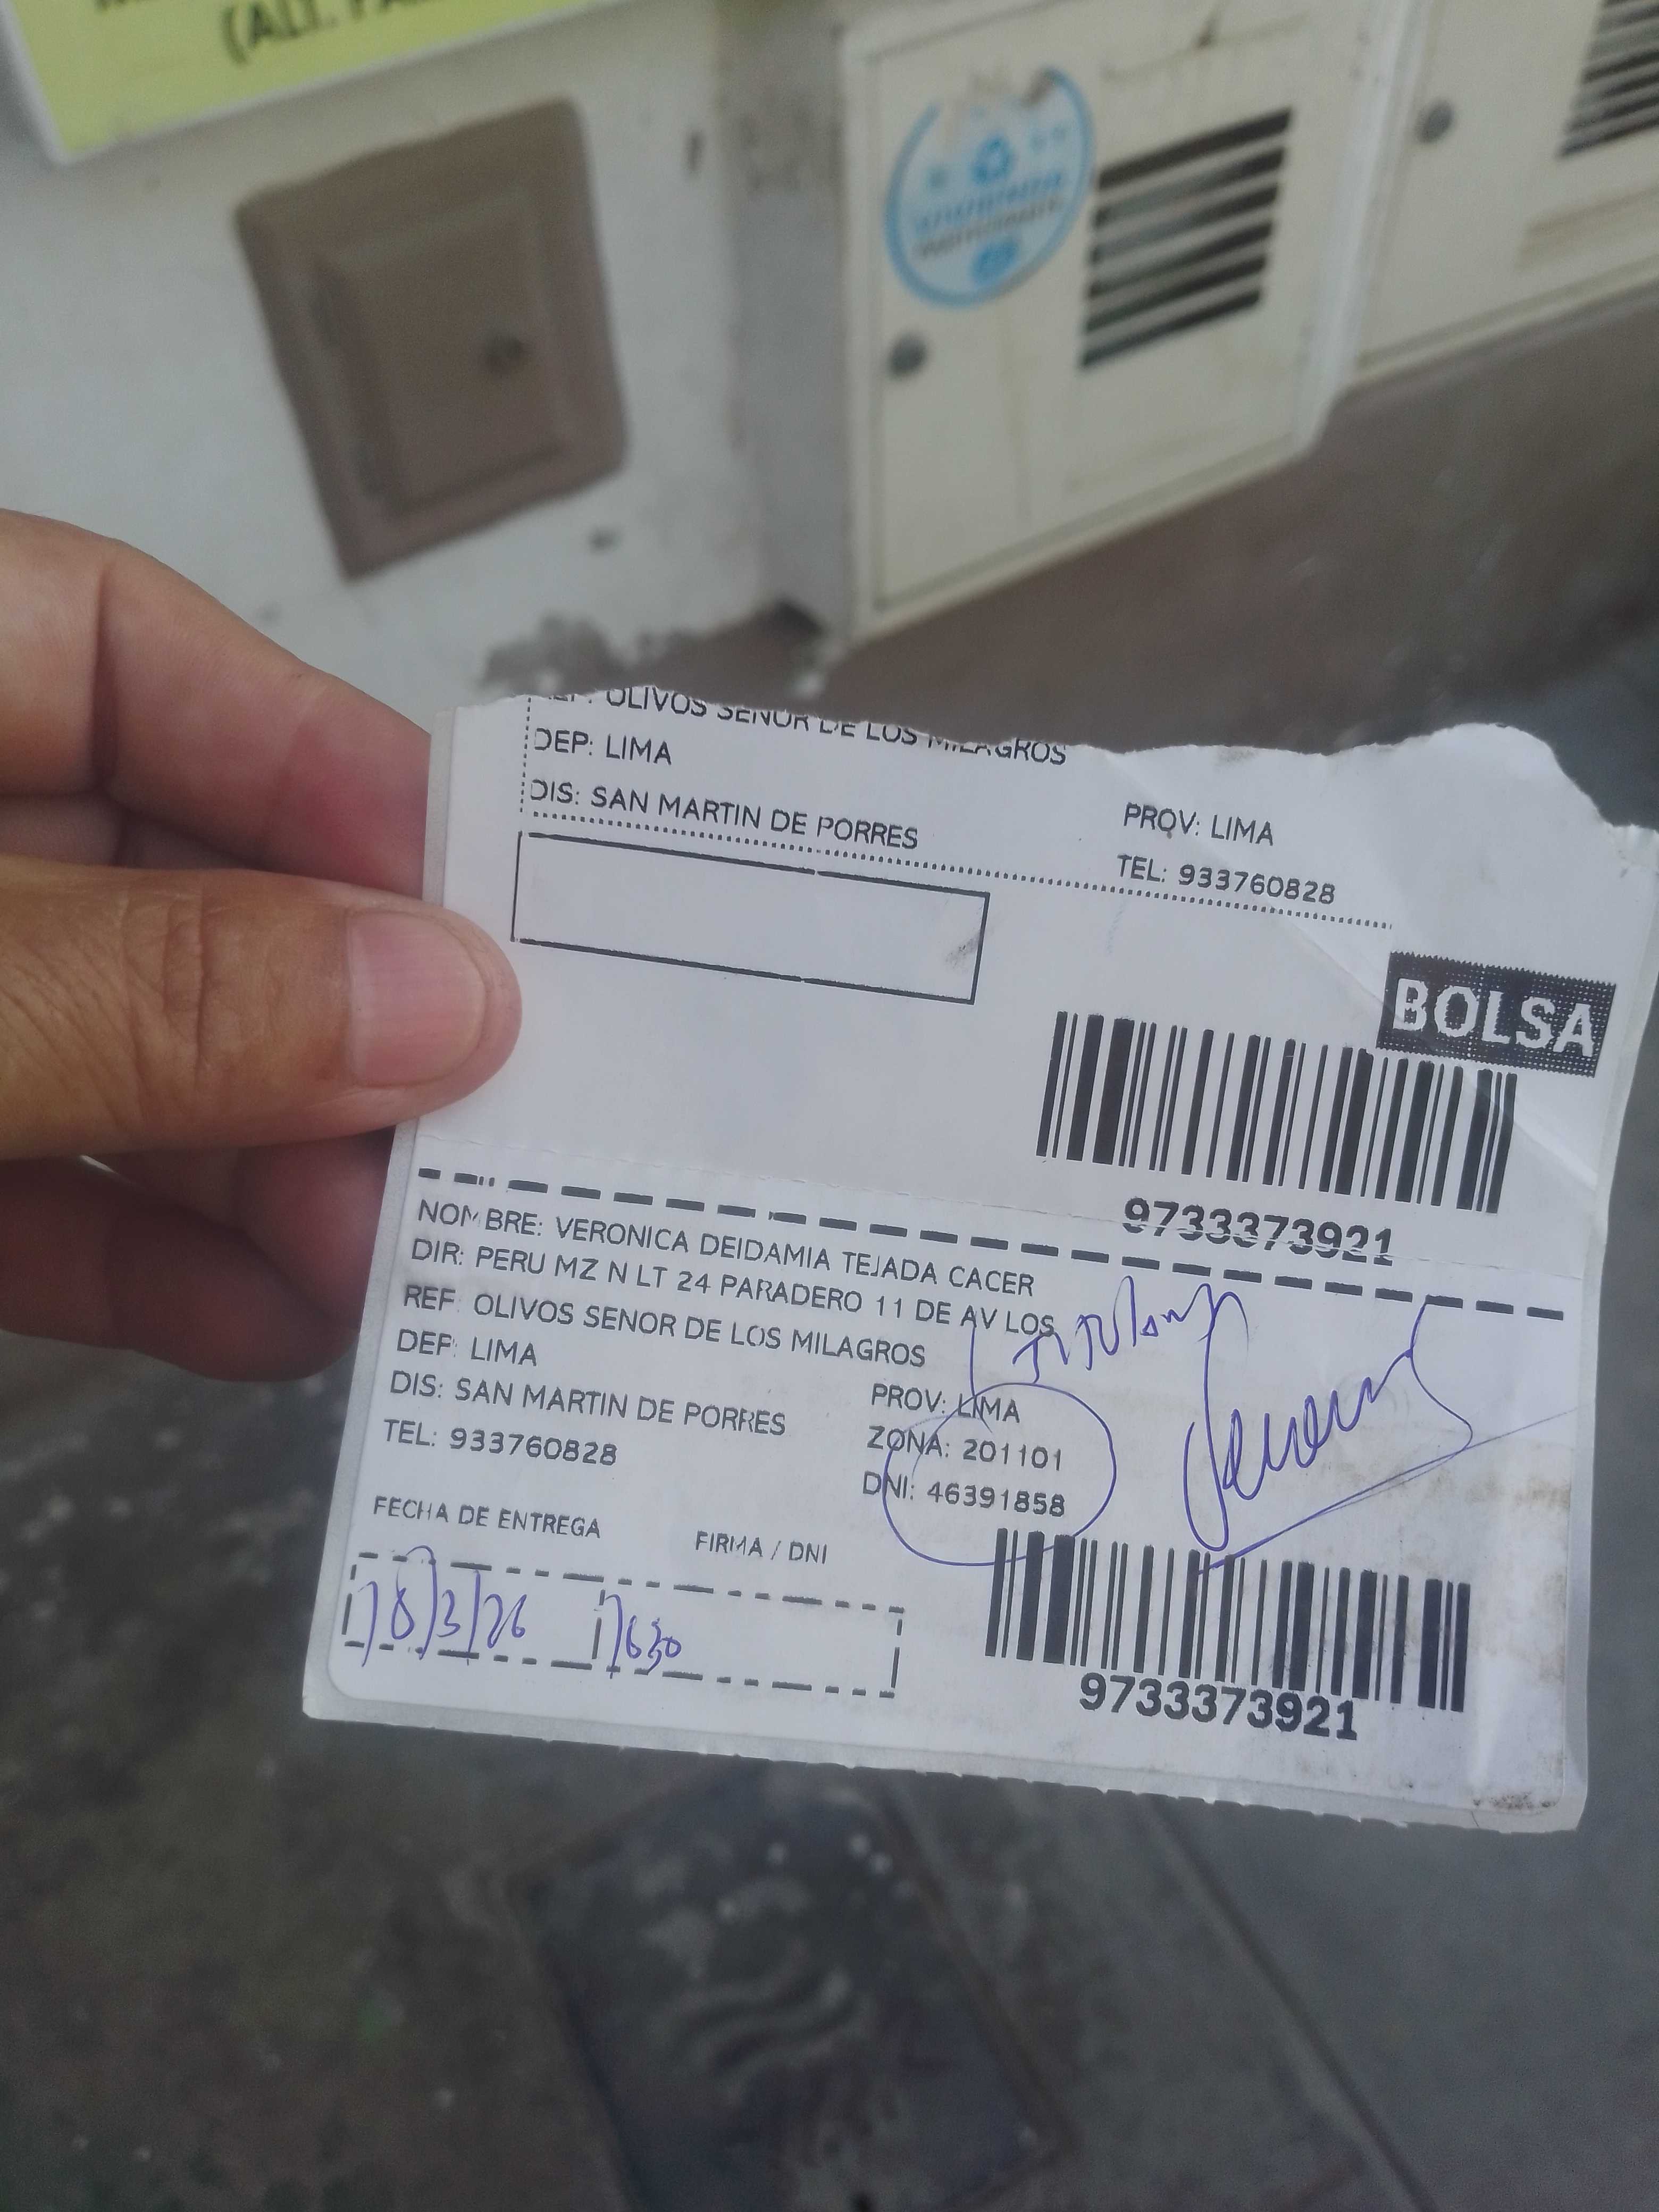 (ALL
REF: OLIVOS SENOR DE LOS MILAGROS
DEP: LIMA
PROV: LIMA
DIS: SAN MARTIN DE PORRES
TEL: 933760828
BOLSA
9733373921
NOMBRE: VERONICA DEIDAMIA TEJADA CACER
DIR: PERU MZ N LT 24 PARADERO 11 DE AV LOS
REF: OLIVOS SENOR DE LOS MILAGROS
DEP: LIMA
PROV: LIMA
DIS: SAN MARTIN DE PORRES
ZONA: 201101
TEL: 933760828
DNI: 46391858
FECHA DE ENTREGA
FIRMA / DNI
18/3/26
1630
9733373921